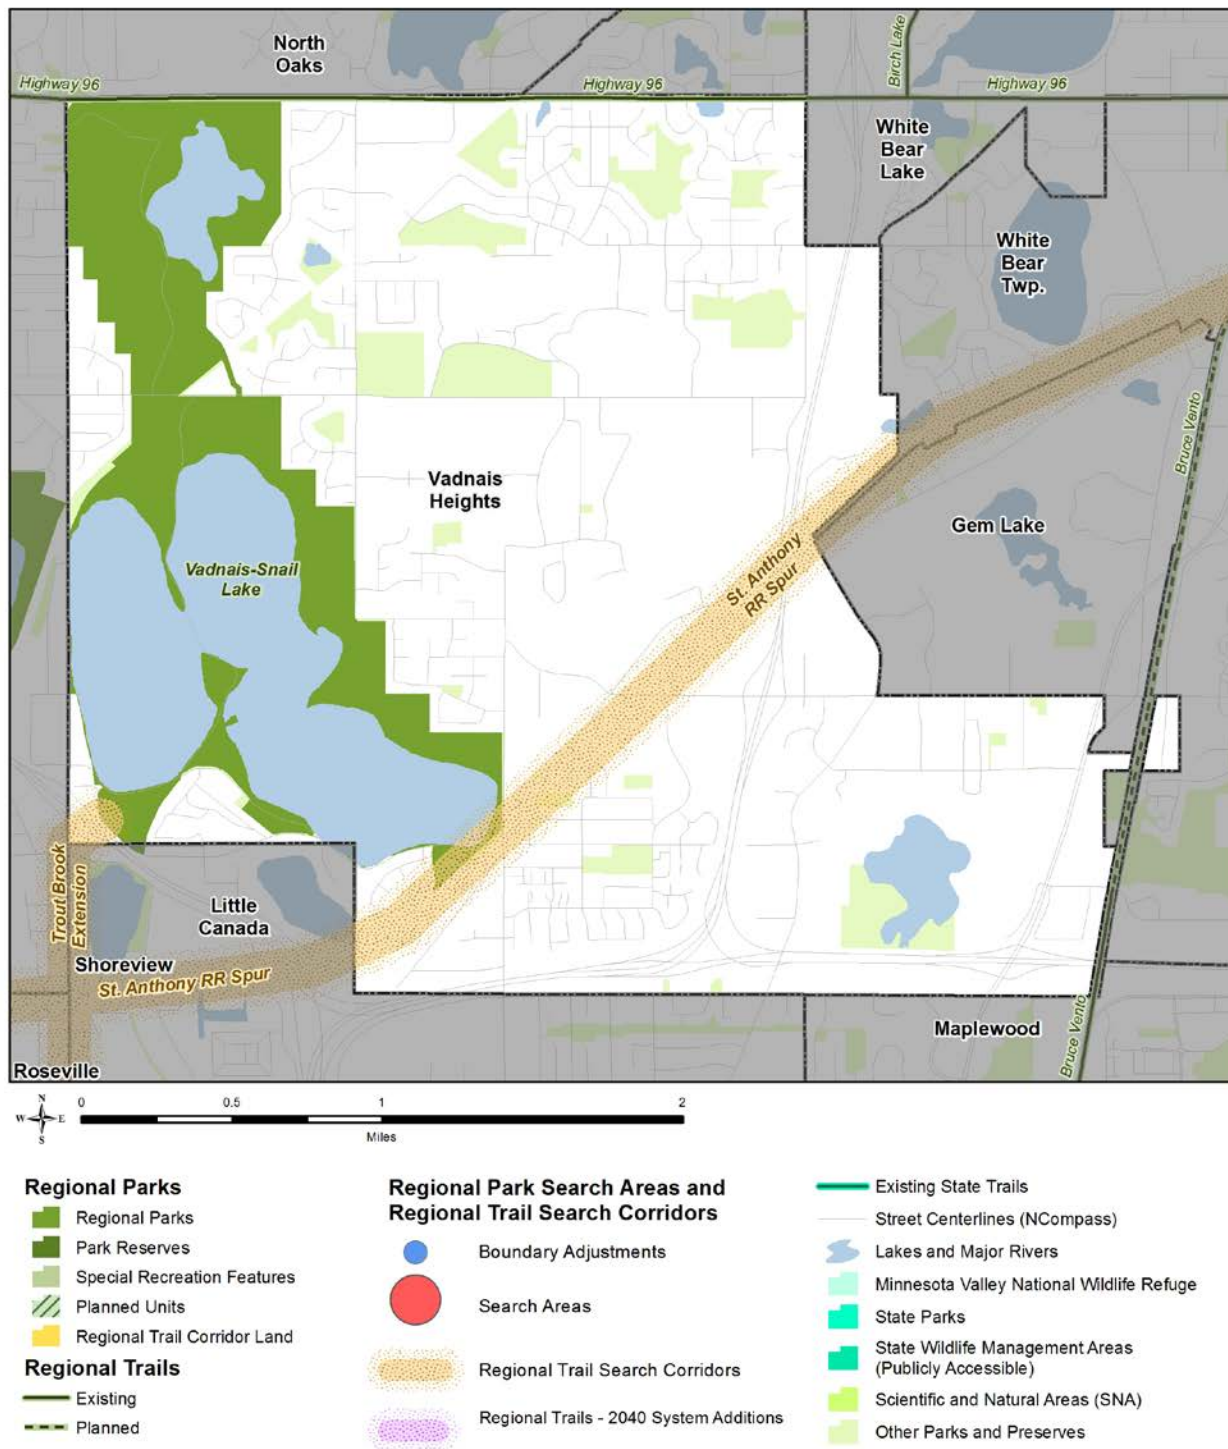 North
Oaks
Highway 96
Highway 96
Birch Lake
Highway 96
White
Bear
Lake
White
Bear
Twp.
Bruce Vento
Vadnais
Heights
Gem Lake
St. Anthony
RR Spur
Vadnais-Snail
Lake
Trout Brook
Extension
Little
Canada
Shoreview
St. Anthony RR Spur
Maplewood
Bruce Vento
Roseville
N
W E
S
0 0.5 1 2
Miles
Regional Parks
Regional Parks
Park Reserves
Special Recreation Features
Planned Units
Regional Trail Corridor Land
Regional Trails
Existing
Planned
Regional Park Search Areas and
Regional Trail Search Corridors
Boundary Adjustments
Search Areas
Regional Trail Search Corridors
Regional Trails - 2040 System Additions
Existing State Trails
Street Centerlines (NCompass)
Lakes and Major Rivers
Minnesota Valley National Wildlife Refuge
State Parks
State Wildlife Management Areas
(Publicly Accessible)
Scientific and Natural Areas (SNA)
Other Parks and Preserves